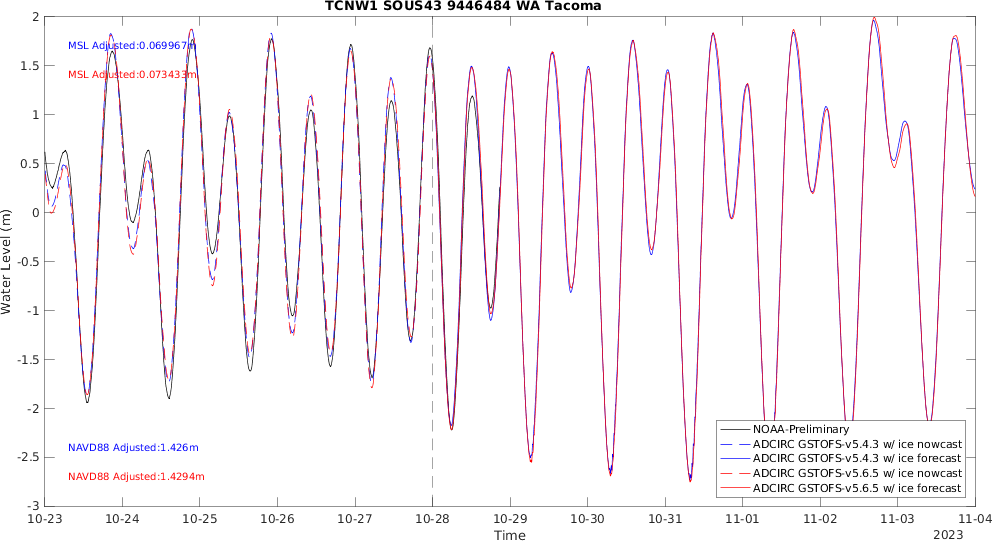 TCNW1 SOUS43 9446484 WA Tacoma
MSL Adjusted:0.069967m
MSL Adjusted:0.073433m
NAVD88 Adjusted:1.426m
NAVD88 Adjusted:1.4294m
Water Level (m)
2
1.5
1
0.5
0
-0.5
-1
-1.5
-2
-2.5
-3
NOAA-Preliminary
ADCIRC GSTOFS-v5.4.3 w/ ice nowcast
ADCIRC GSTOFS-v5.4.3 w/ ice forecast
ADCIRC GSTOFS-v5.6.5 w/ ice nowcast
ADCIRC GSTOFS-v5.6.5 w/ ice forecast
10-23 10-24 10-25 10-26 10-27 10-28 10-29 10-30 10-31 11-01 11-02 11-03 11-04
Time
2023